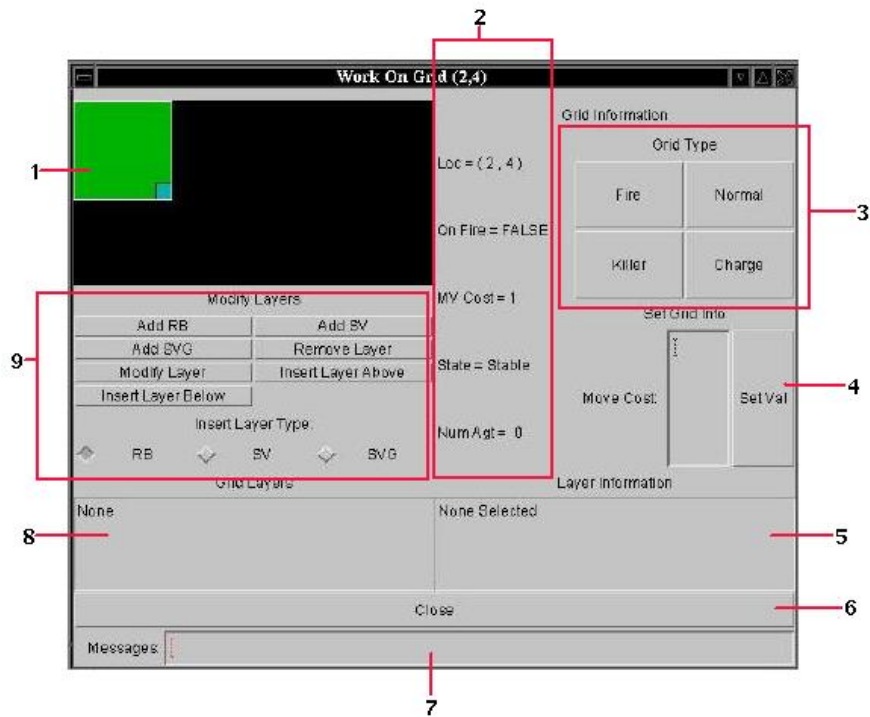 2
Work On Grid (2,4)
Grid Information
Grid Type
1
Loc = ( 2 , 4 )
Fire
Normal
3
On Fire = FALSE
Killer
Charge
Modify Layers
MV Cost = 1
Set Grid Info
Add RB
Add SV
Add SVG
Remove Layer
9
Modify Layer
Insert Layer Above
State = Stable
4
Insert Layer Below
Move Cost:
Set Val
Insert Layer Type:
Num Agt = 0
RB
SV
SVG
Grid Layers
Layer Information
None
None Selected
8
5
Close
6
Messages:
7